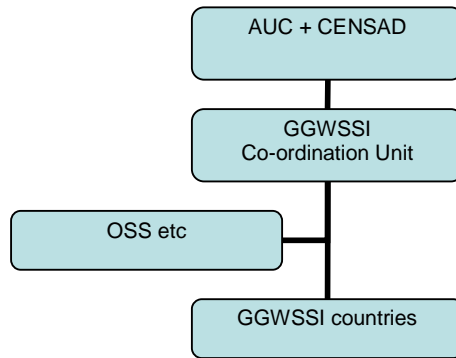 AUC + CENSAD
GGWSSI
Co-ordination Unit
OSS etc
GGWSSI countries